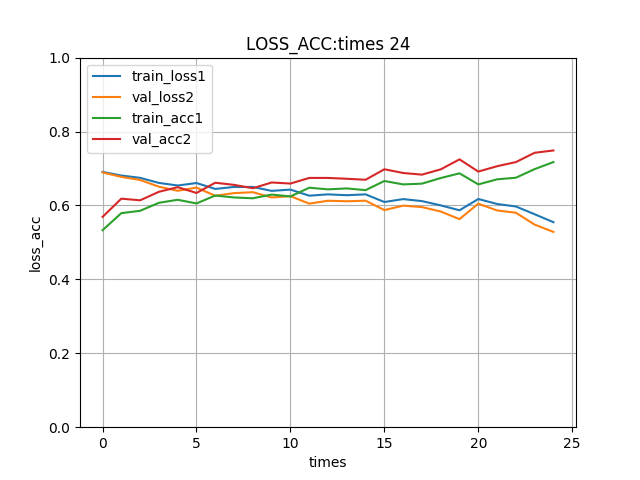 LOSS_ACC:times 24
1.0
train_loss1
val_loss2
train_acc1
val_acc2
0.8
0.6
loss_acc
0.4
0.2
0.0
0 5 10 15 20 25
times